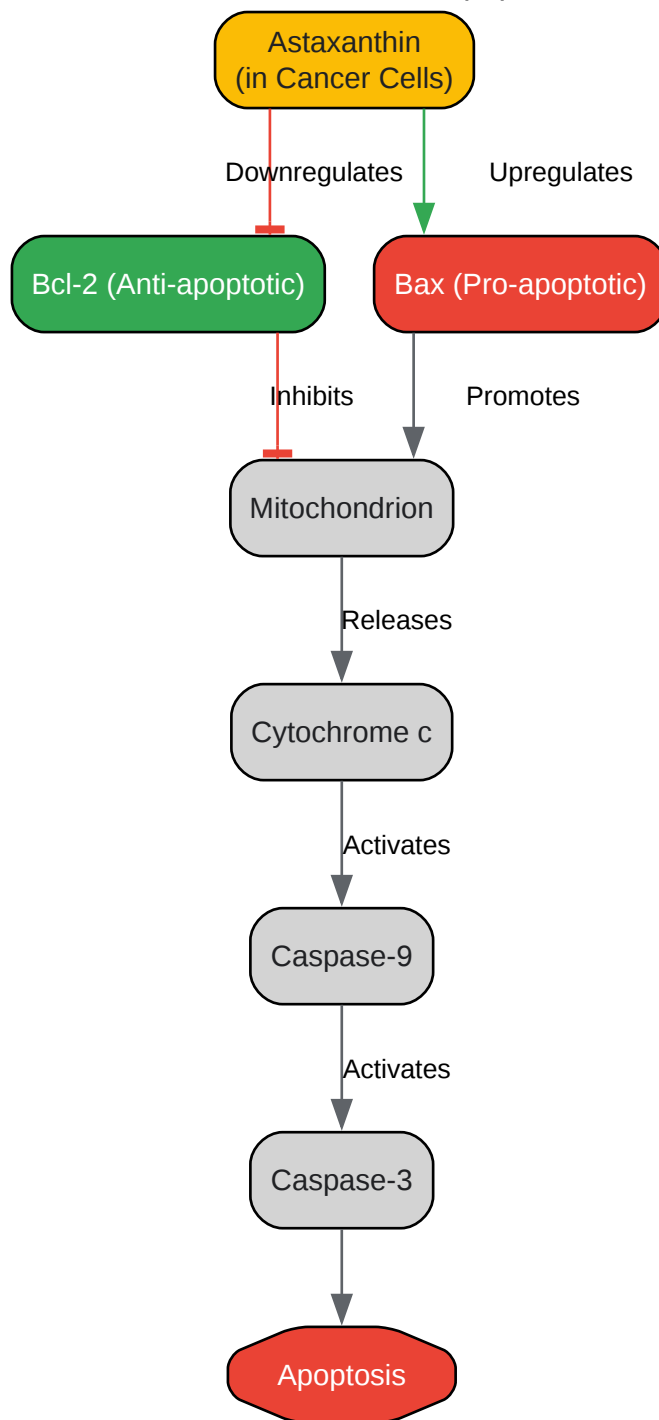 Astaxanthin
(in Cancer Cells)
Downregulates
Upregulates
Bcl-2 (Anti-apoptotic)
Bax (Pro-apoptotic)
Inhibits
Promotes
Mitochondrion
Releases
Cytochrome c
Activates
Caspase-9
Activates
Caspase-3
Apoptosis